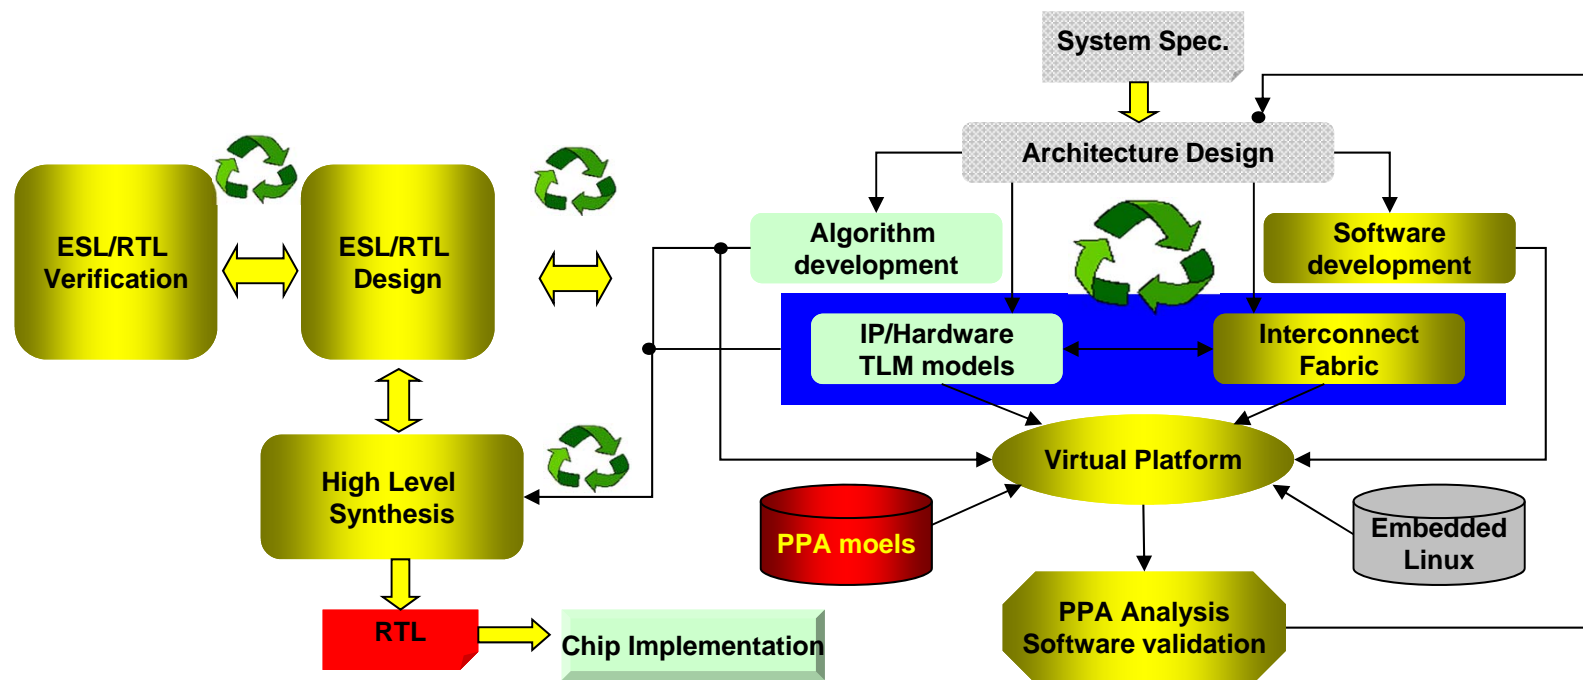 System Spec.
Architecture Design
ESL/RTL
Verification
ESL/RTL
Design
Algorithm
development
Software
development
IP/Hardware
TLM models
Interconnect
Fabric
High Level
Synthesis
Virtual Platform
PPA moels
Embedded
Linux
PPA Analysis
Software validation
RTL
Chip Implementation